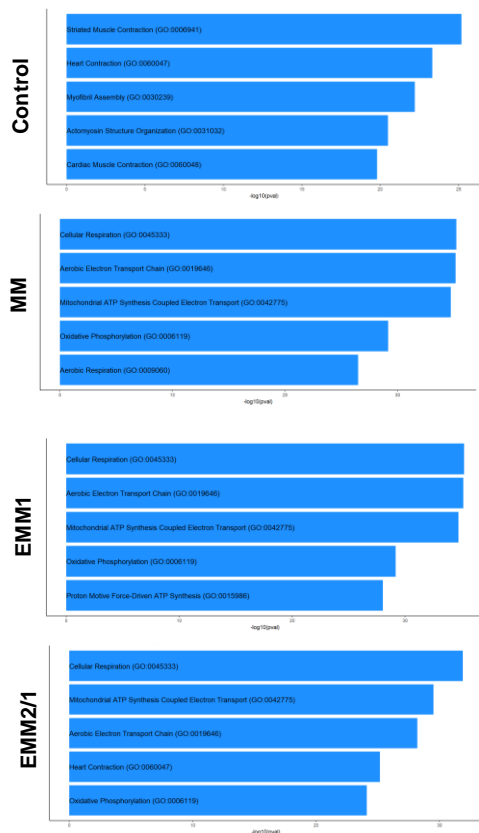 Control
Striated Muscle Contraction (GO:0006941)
Heart Contraction (GO:0060047)
Myofibril Assembly (GO:0030239)
Actomyosin Structure Organization (GO:0031032)
Cardiac Muscle Contraction (GO:0060048)
0 5 10 15 20 25
-log10(pval)
MM
Cellular Respiration (GO:0045333)
Aerobic Electron Transport Chain (GO:0019646)
Mitochondrial ATP Synthesis Coupled Electron Transport (GO:0042775)
Oxidative Phosphorylation (GO:0006119)
Aerobic Respiration (GO:0009060)
0 10 20 30
-log10(pval)
EMM1
Cellular Respiration (GO:0045333)
Aerobic Electron Transport Chain (GO:0019646)
Mitochondrial ATP Synthesis Coupled Electron Transport (GO:0042775)
Oxidative Phosphorylation (GO:0006119)
Proton Motive Force-Driven ATP Synthesis (GO:0015986)
0 10 20 30
-log10(pval)
EMM2/1
Cellular Respiration (GO:0045333)
Mitochondrial ATP Synthesis Coupled Electron Transport (GO:0042775)
Aerobic Electron Transport Chain (GO:0019646)
Heart Contraction (GO:0060047)
Oxidative Phosphorylation (GO:0006119)
0 10 20 30
-log10(pval)